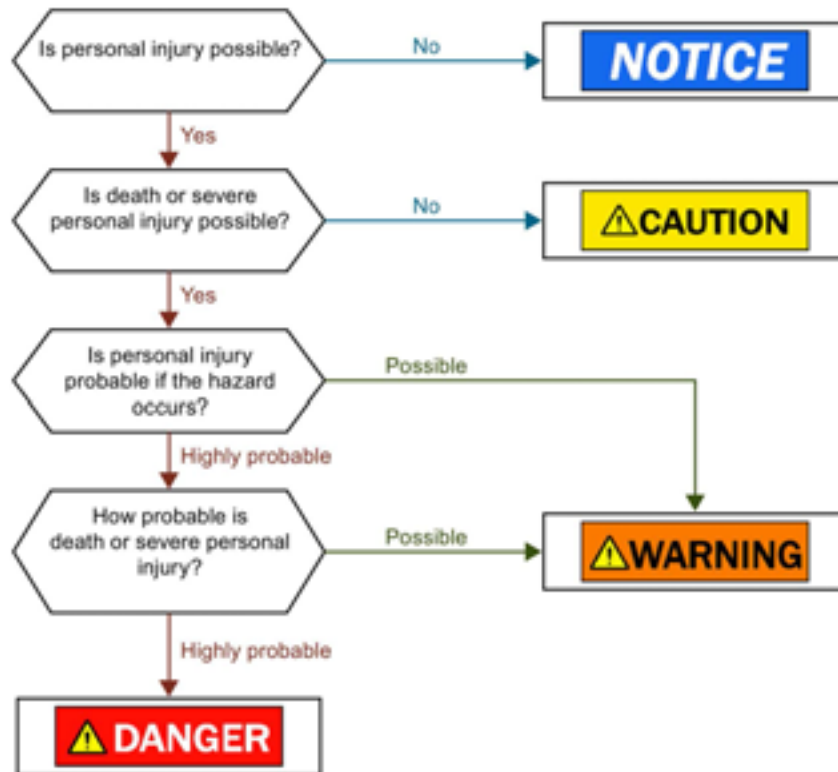 Is personal injury possible?
No
NOTICE
Yes
Is death or severe
personal injury possible?
No
CAUTION
Yes
Is personal injury
probable if the hazard
occurs?
Possible
Highly probable
How probable is
death or severe personal
injury?
Possible
WARNING
Highly probable
DANGER